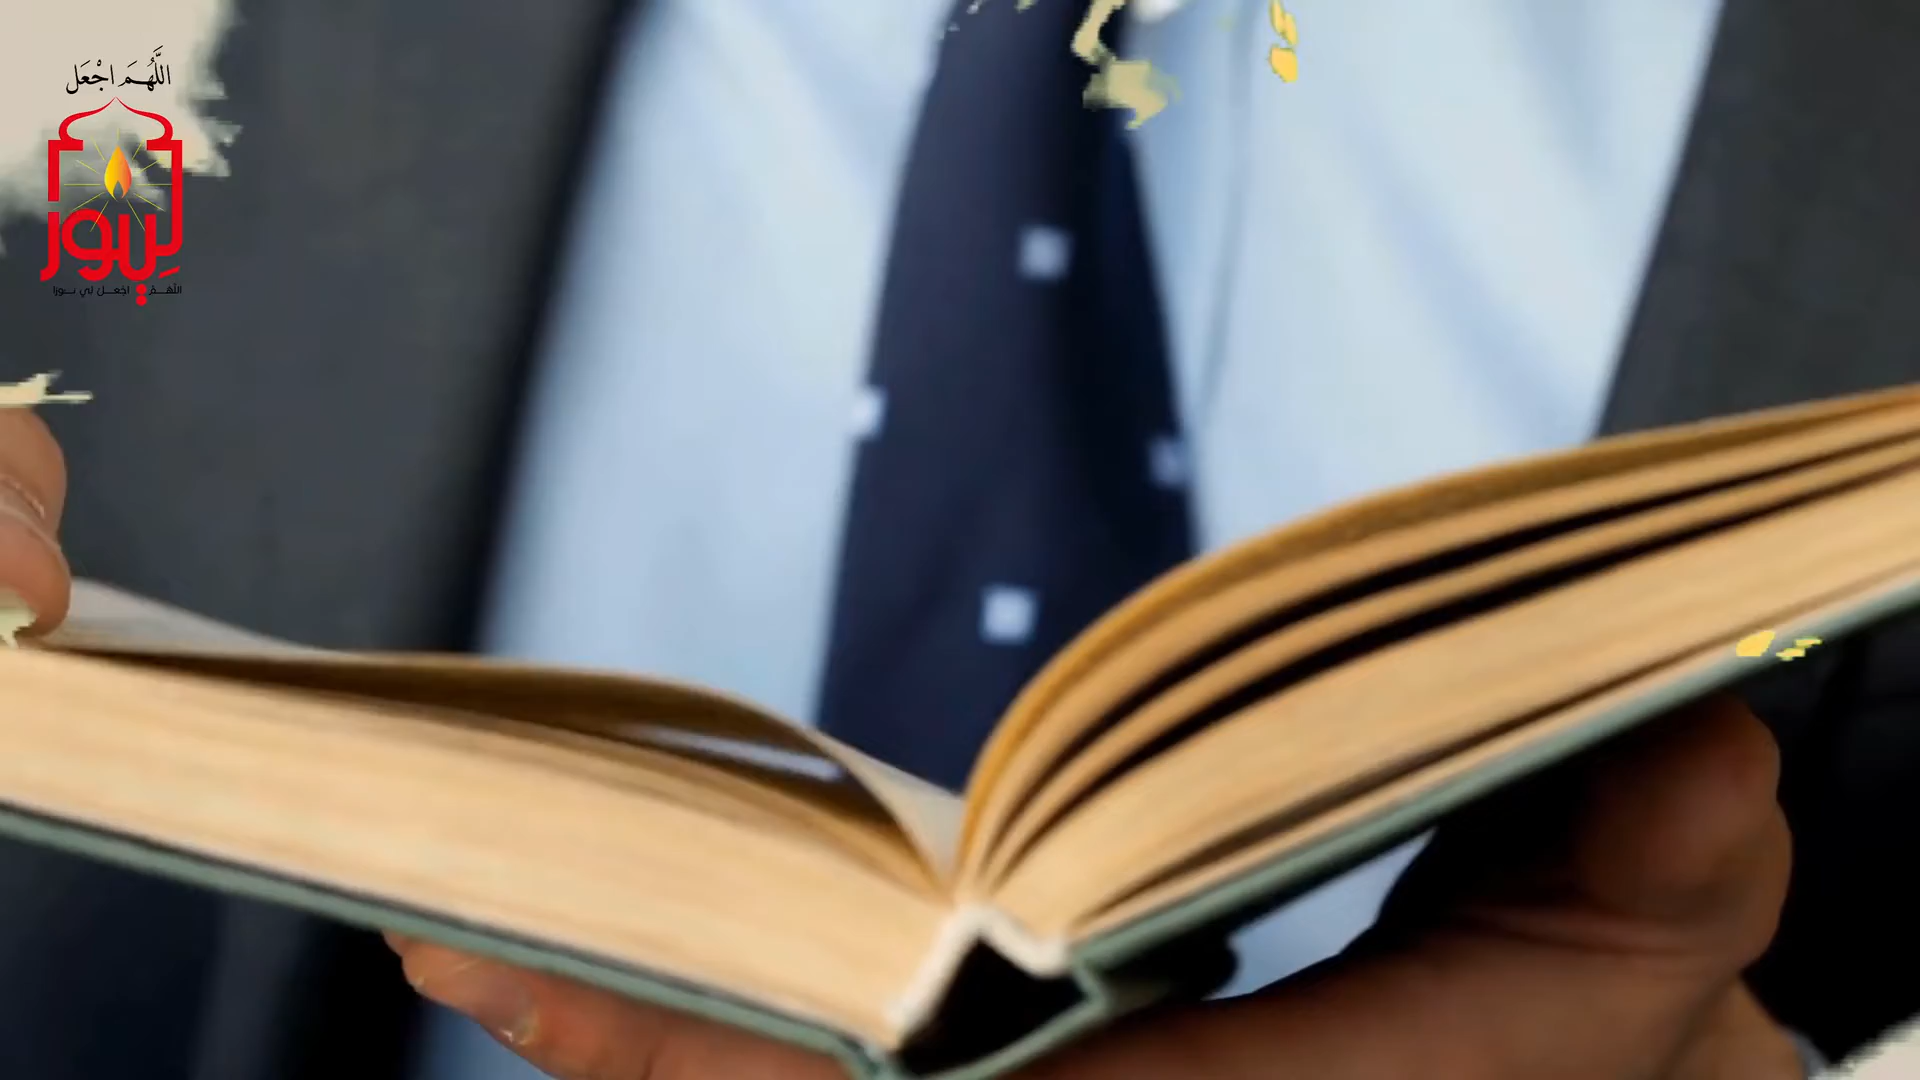 اللَّهُمَّ اجْعَل
لِي نُور
اللّهُمَّ اجْعَل لِي نورا